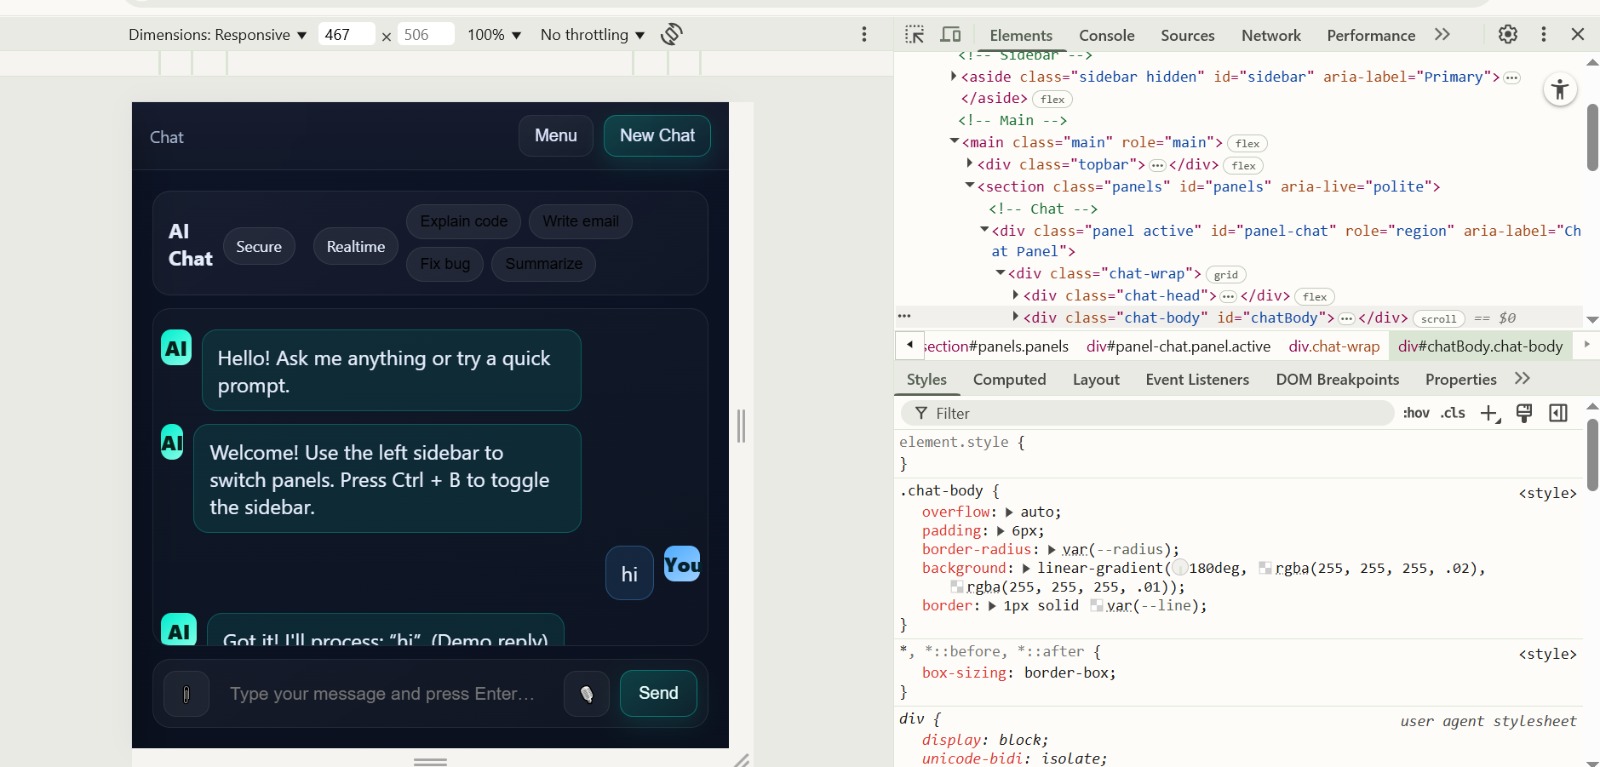 Dimensions: Responsive ▼ 467 × 506 100% ▼ No throttling ▼
Elements Console Sources Network Performance
<!-- Sidebar -->
<aside class="sidebar hidden" id="sidebar" aria-label="Primary"> ⋯
</aside> flex
<!-- Main -->
<main class="main" role="main"> flex
<div class="topbar"> ⋯ </div> flex
<section class="panels" id="panels" aria-live="polite">
<!-- Chat -->
<div class="panel active" id="panel-chat" role="region" aria-label="Ch
at Panel">
<div class="chat-wrap"> grid
<div class="chat-head"> ⋯ </div> flex
<div class="chat-body" id="chatBody"> ⋯ </div> scroll == $0
section#panels.panels div#panel-chat.panel.active div.chat-wrap div#chatBody.chat-body
Styles Computed Layout Event Listeners DOM Breakpoints Properties
Filter :hov .cls
element.style {
}
.chat-body { <style>
overflow: auto;
padding: 6px;
border-radius: var(--radius);
background: linear-gradient(180deg, rgba(255, 255, 255, .02),
rgba(255, 255, 255, .01));
border: 1px solid var(--line);
}
*, *::before, *::after { <style>
box-sizing: border-box;
}
div { user agent stylesheet
display: block;
unicode-bidi: isolate;
Chat Menu New Chat
AI
Chat
Secure Realtime
Explain code Write email
Fix bug Summarize
AI
Hello! Ask me anything or try a quick
prompt.
AI
Welcome! Use the left sidebar to
switch panels. Press Ctrl + B to toggle
the sidebar.
hi You
AI
Got it! I'll process: “hi”. (Demo reply)
Type your message and press Enter... Send